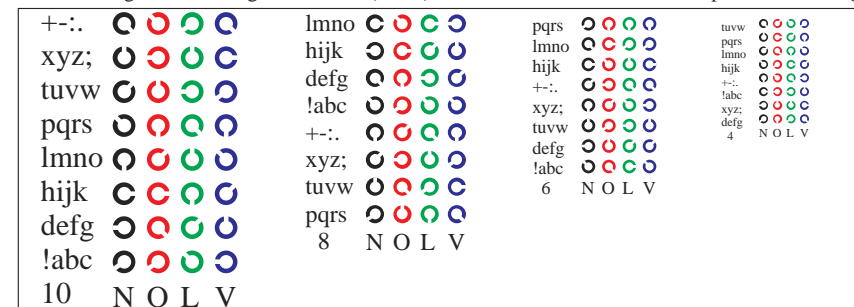 +-:.
xyz;
tuvw
pqrs
lmno
hijk
defg
!abc
10 N O L V
lmno
hijk
defg
!abc
+-:.
xyz;
tuvw
pqrs
8 N O L V
pqrs
lmno
hijk
+-:.
xyz;
tuvw
defg
!abc
6 N O L V
tuvw
pqrs
lmno
hijk
+-:.
!abc
xyz;
defg
4 N O L V